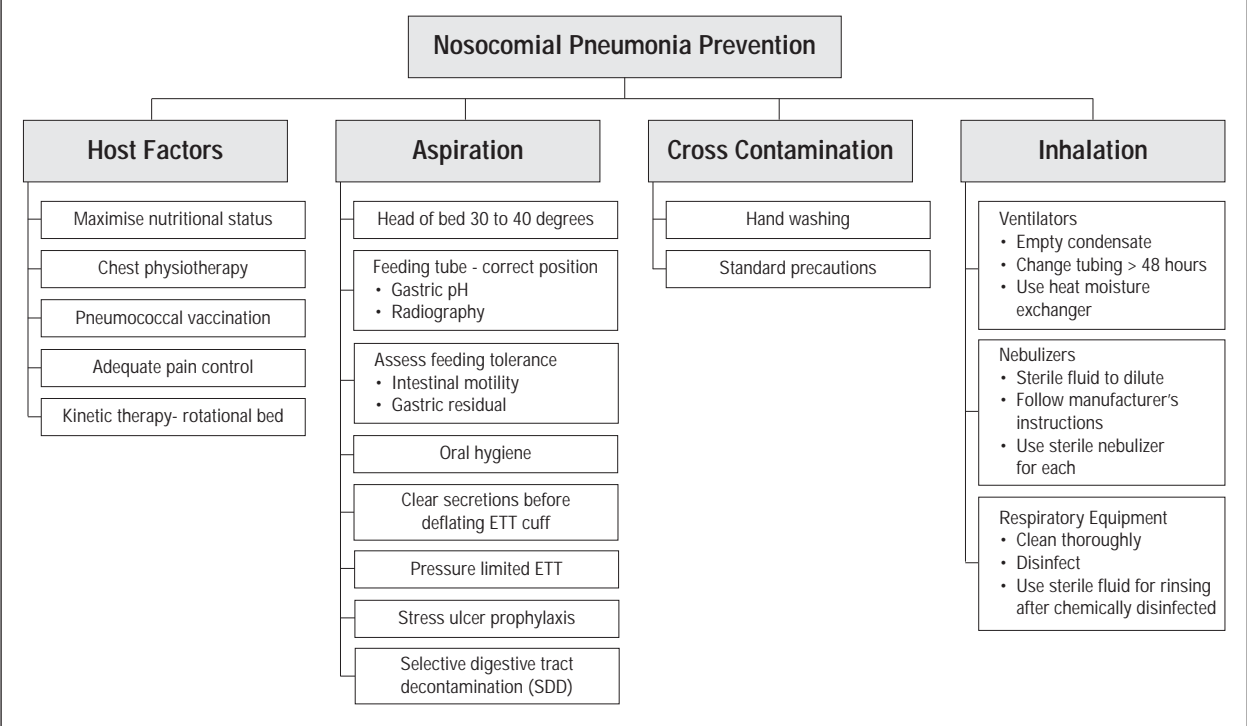 Nosocomial Pneumonia Prevention
Host Factors
Maximise nutritional status
Chest physiotherapy
Pneumococcal vaccination
Adequate pain control
Kinetic therapy- rotational bed
Aspiration
Head of bed 30 to 40 degrees
Feeding tube - correct position
• Gastric pH
• Radiography
Assess feeding tolerance
• Intestinal motility
• Gastric residual
Oral hygiene
Clear secretions before
deflating ETT cuff
Pressure limited ETT
Stress ulcer prophylaxis
Selective digestive tract
decontamination (SDD)
Cross Contamination
Hand washing
Standard precautions
Inhalation
Ventilators
• Empty condensate
• Change tubing > 48 hours
• Use heat moisture
exchanger
Nebulizers
• Sterile fluid to dilute
• Follow manufacturer's
instructions
• Use sterile nebulizer
for each
Respiratory Equipment
• Clean thoroughly
• Disinfect
• Use sterile fluid for rinsing
after chemically disinfected